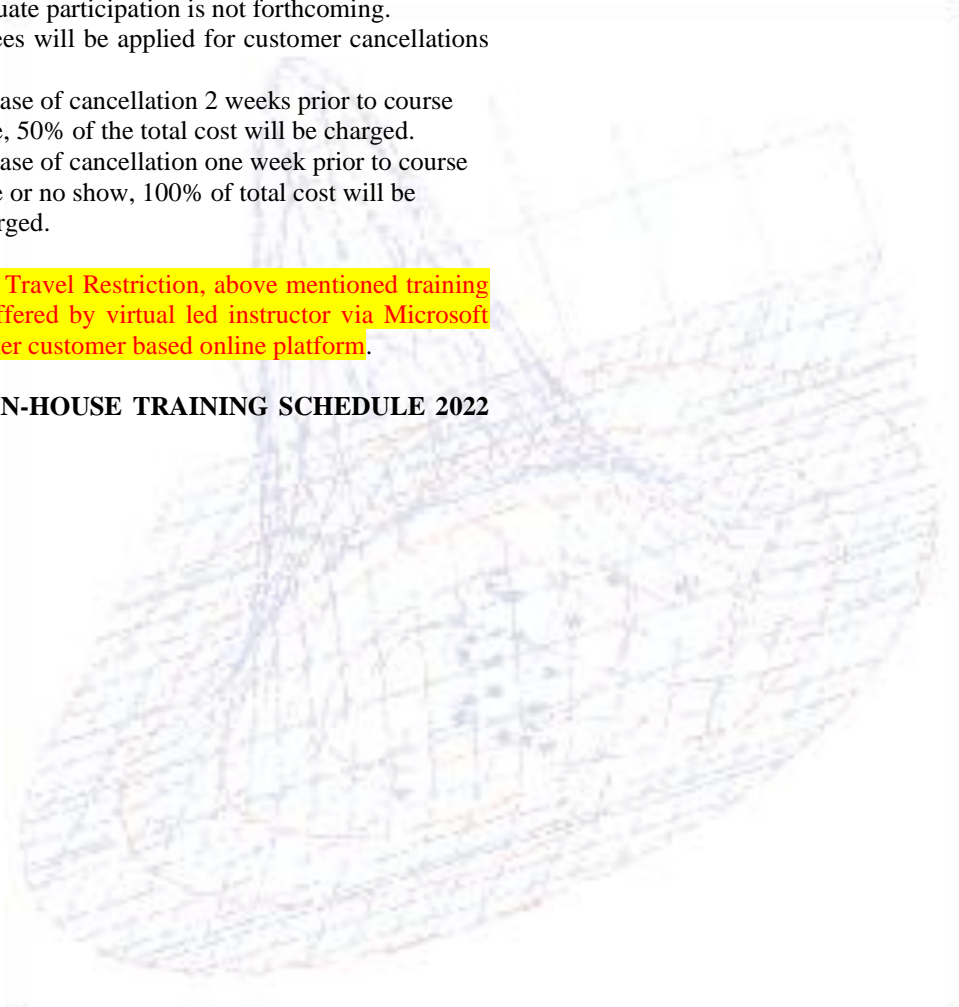 uate participation is not forthcoming.
ees will be applied for customer cancellations
ase of cancellation 2 weeks prior to course
e, 50% of the total cost will be charged.
ase of cancellation one week prior to course
e or no show, 100% of total cost will be
rged.
Travel Restriction, above mentioned training
ffered by virtual led instructor via Microsoft
er customer based online platform.
N-HOUSE TRAINING SCHEDULE 2022